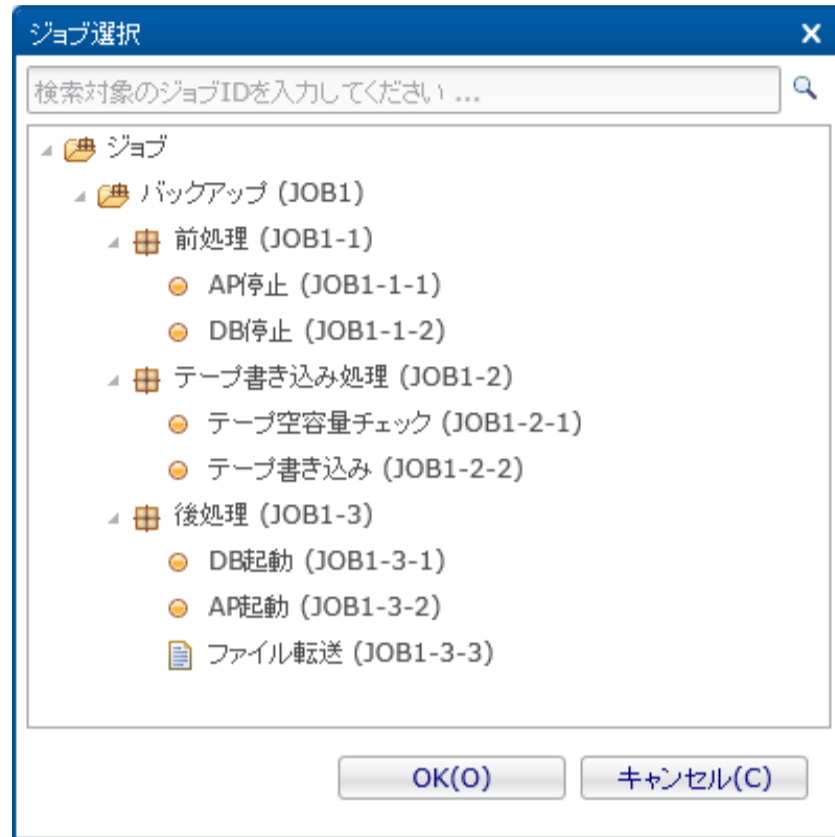 ジョブ選択
検索対象のジョブIDを入力してください ...
ジョブ
バックアップ (JOB1)
前処理 (JOB1-1)
AP停止 (JOB1-1-1)
DB停止 (JOB1-1-2)
テープ書き込み処理 (JOB1-2)
テープ空容量チェック (JOB1-2-1)
テープ書き込み (JOB1-2-2)
後処理 (JOB1-3)
DB起動 (JOB1-3-1)
AP起動 (JOB1-3-2)
ファイル転送 (JOB1-3-3)
OK(O) キャンセル(C)